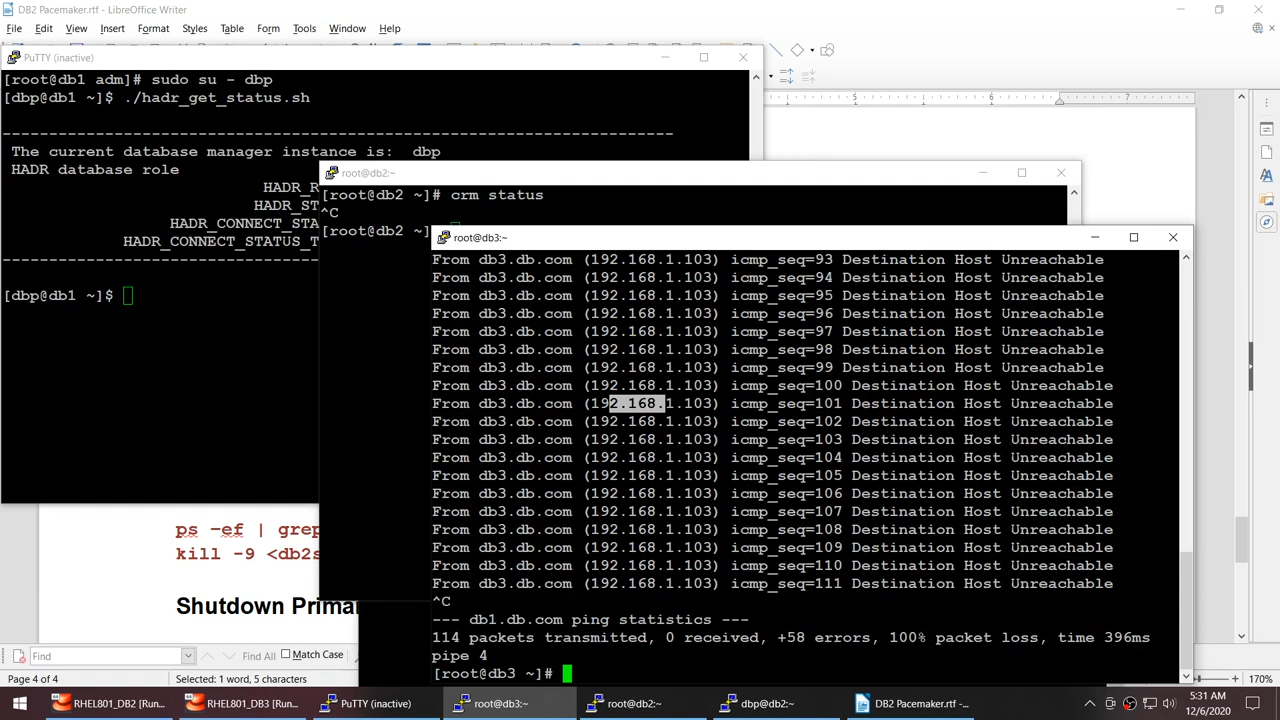 DB2 Pacemaker.rtf - LibreOffice Writer
File Edit View Insert Format Styles Table Form Tools Window Help
PuTTY (inactive)
[root@db1 adm]# sudo su - dbp
[dbp@db1 ~]$ ./hadr_get_status.sh
-----------------------------------------------------------------------
The current database manager instance is: dbp
HADR database role
HADR_R
HADR_ST
HADR_CONNECT_STA
HADR_CONNECT_STATUS_T
[dbp@db1 ~]$
root@db2:~
[root@db2 ~]# crm status
^C
[root@db2 ~]
6 7
root@db3:~
From db3.db.com (192.168.1.103) icmp_seq=93 Destination Host Unreachable
From db3.db.com (192.168.1.103) icmp_seq=94 Destination Host Unreachable
From db3.db.com (192.168.1.103) icmp_seq=95 Destination Host Unreachable
From db3.db.com (192.168.1.103) icmp_seq=96 Destination Host Unreachable
From db3.db.com (192.168.1.103) icmp_seq=97 Destination Host Unreachable
From db3.db.com (192.168.1.103) icmp_seq=98 Destination Host Unreachable
From db3.db.com (192.168.1.103) icmp_seq=99 Destination Host Unreachable
From db3.db.com (192.168.1.103) icmp_seq=100 Destination Host Unreachable
From db3.db.com (192.168.1.103) icmp_seq=101 Destination Host Unreachable
From db3.db.com (192.168.1.103) icmp_seq=102 Destination Host Unreachable
From db3.db.com (192.168.1.103) icmp_seq=103 Destination Host Unreachable
From db3.db.com (192.168.1.103) icmp_seq=104 Destination Host Unreachable
From db3.db.com (192.168.1.103) icmp_seq=105 Destination Host Unreachable
From db3.db.com (192.168.1.103) icmp_seq=106 Destination Host Unreachable
From db3.db.com (192.168.1.103) icmp_seq=107 Destination Host Unreachable
From db3.db.com (192.168.1.103) icmp_seq=108 Destination Host Unreachable
From db3.db.com (192.168.1.103) icmp_seq=109 Destination Host Unreachable
From db3.db.com (192.168.1.103) icmp_seq=110 Destination Host Unreachable
From db3.db.com (192.168.1.103) icmp_seq=111 Destination Host Unreachable
^C
--- db1.db.com ping statistics ---
114 packets transmitted, 0 received, +58 errors, 100% packet loss, time 396ms
pipe 4
[root@db3 ~]#
ps -ef | grep
kill -9 <db2s
Shutdown Prima
Find Find All Match Case
Page 4 of 4 Selected: 1 word, 5 characters 170%
RHEL801_DB2 [Run... RHEL801_DB3 [Run... PuTTY (inactive) root@db3:~ root@db2:~ dbp@db2:~ DB2 Pacemaker.rtf -...
5:31 AM
12/6/2020